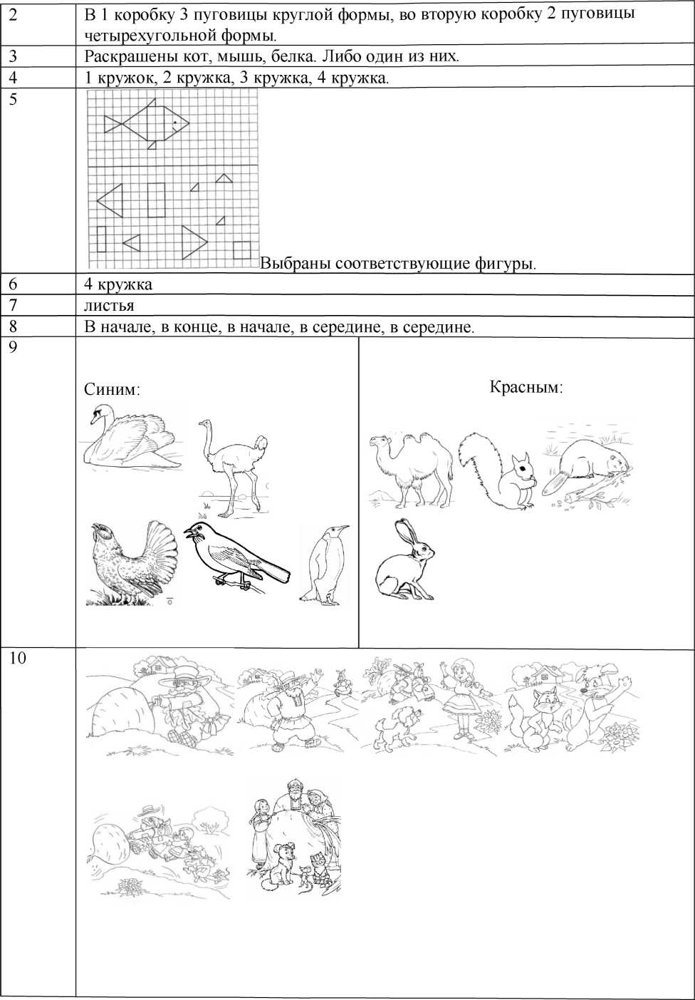 2
В 1 коробку 3 пуговицы круглой формы, во вторую коробку 2 пуговицы
четырехугольной формы.
3
Раскрашены кот, мышь, белка. Либо один из них.
4
1 кружок, 2 кружка, 3 кружка, 4 кружка.
5
Выбраны соответствующие фигуры.
6
4 кружка
7
листья
8
В начале, в конце, в начале, в середине, в середине.
9
Синим:
Красным:
10